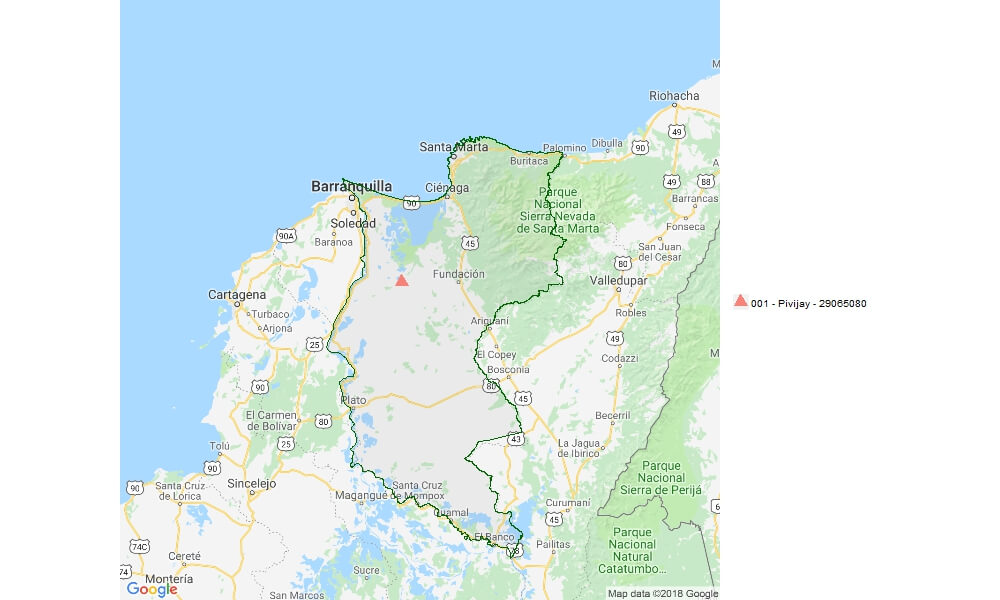 M
Riohacha
49
Santa Marta
Palomino
Dibulla
90
Buritaca
A
Barranquilla
Ciénaga
49
88
90
Parque
Nacional
Sierra Nevada
de Santa Marta
Barrancas
Soledad
Fonseca
90A
Baranoa
45
San Juan
del Cesar
80
Fundación
Valledupar
Cartagena
001 - Pivijay - 29065080
Turbaco
Robles
Arjona
Ariguaní
25
49
El Copey
Codazzi
M
Bosconia
90
80
45
Plato
El Carmen
de Bolívar
80
Becerril
25
43
Tolú
La Jagua
de Ibirico
90
Parque
Nacional
Sierra de Perijá
Sincelejo
90
Santa Cruz
de Lorica
Santa Cruz
de Mompox
Magangué
Curumaní
6
Guamal
45
74C
El Banco
78
Pailitas
Parque
Nacional
Natural
Catatumbo...
Cereté
74
Montería
Sucre
Google
San Marcos
Map data ©2018 Google